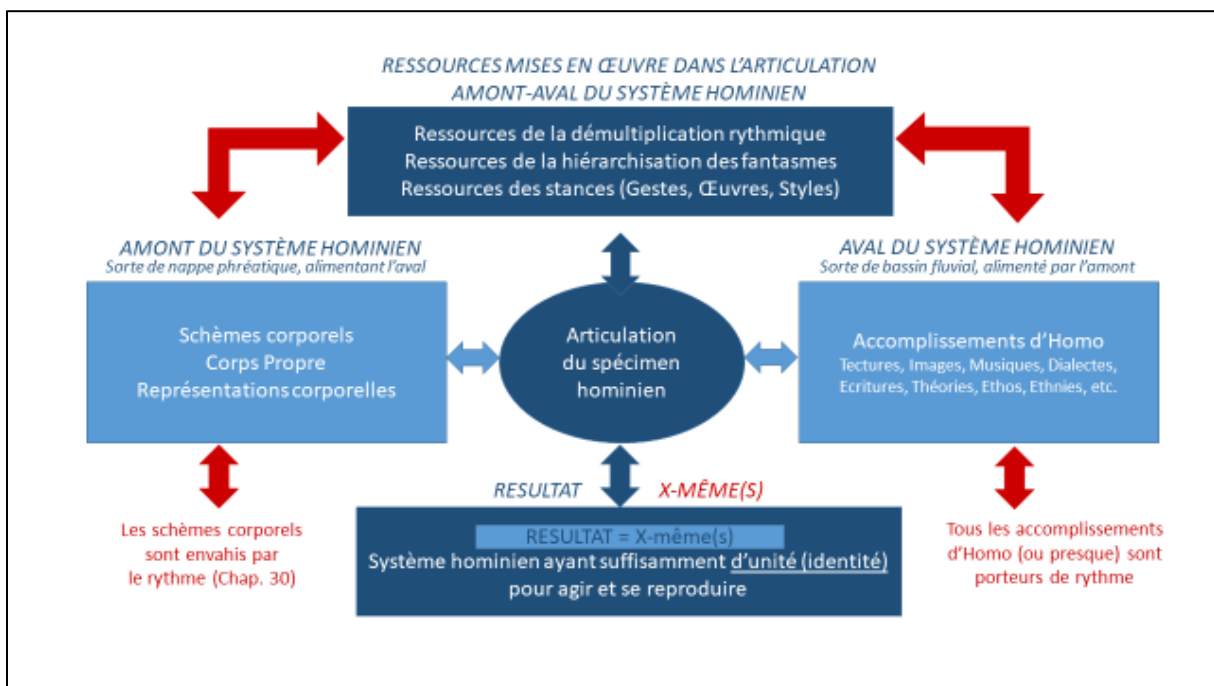 RESSOURCES MISES EN ŒUVRE DANS L'ARTICULATION
AMONT-AVAL DU SYSTÈME HOMINIEN
Ressources de la démultiplication rythmique
Ressources de la hiérarchisation des fantasmes
Ressources des stances (Gestes, Œuvres, Styles)
AMONT DU SYSTÈME HOMINIEN
Sorte de nappe phréatique, alimentant l'aval
Schèmes corporels
Corps Propre
Représentations corporelles
Articulation
du spécimen
hominien
AVAL DU SYSTÈME HOMINIEN
Sorte de bassin fluvial, alimenté par l'amont
Accomplissements d'Homo
Tectures, Images, Musiques, Dialectes,
Ecritures, Théories, Ethos, Ethnies, etc.
Les schèmes corporels
sont envahis par
le rythme (Chap. 30)
RESULTAT X-MÊME(S)
RESULTAT = X-même(s)
Système hominien ayant suffisamment d'unité (identité)
pour agir et se reproduire
Tous les accomplissements
d'Homo (ou presque) sont
porteurs de rythme